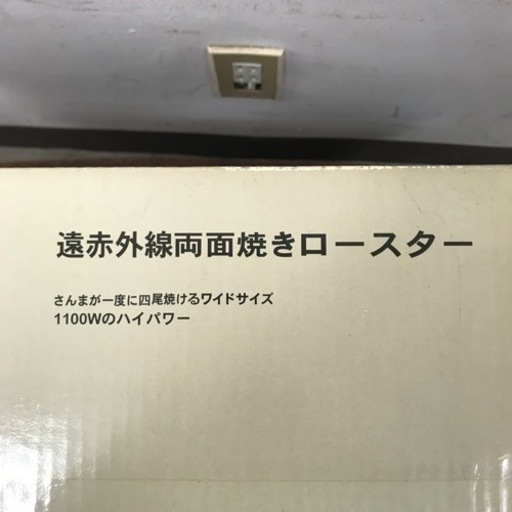 遠赤外線両面焼きロースター
さんまが一度に四尾焼けるワイドサイズ
1100Wのハイパワー